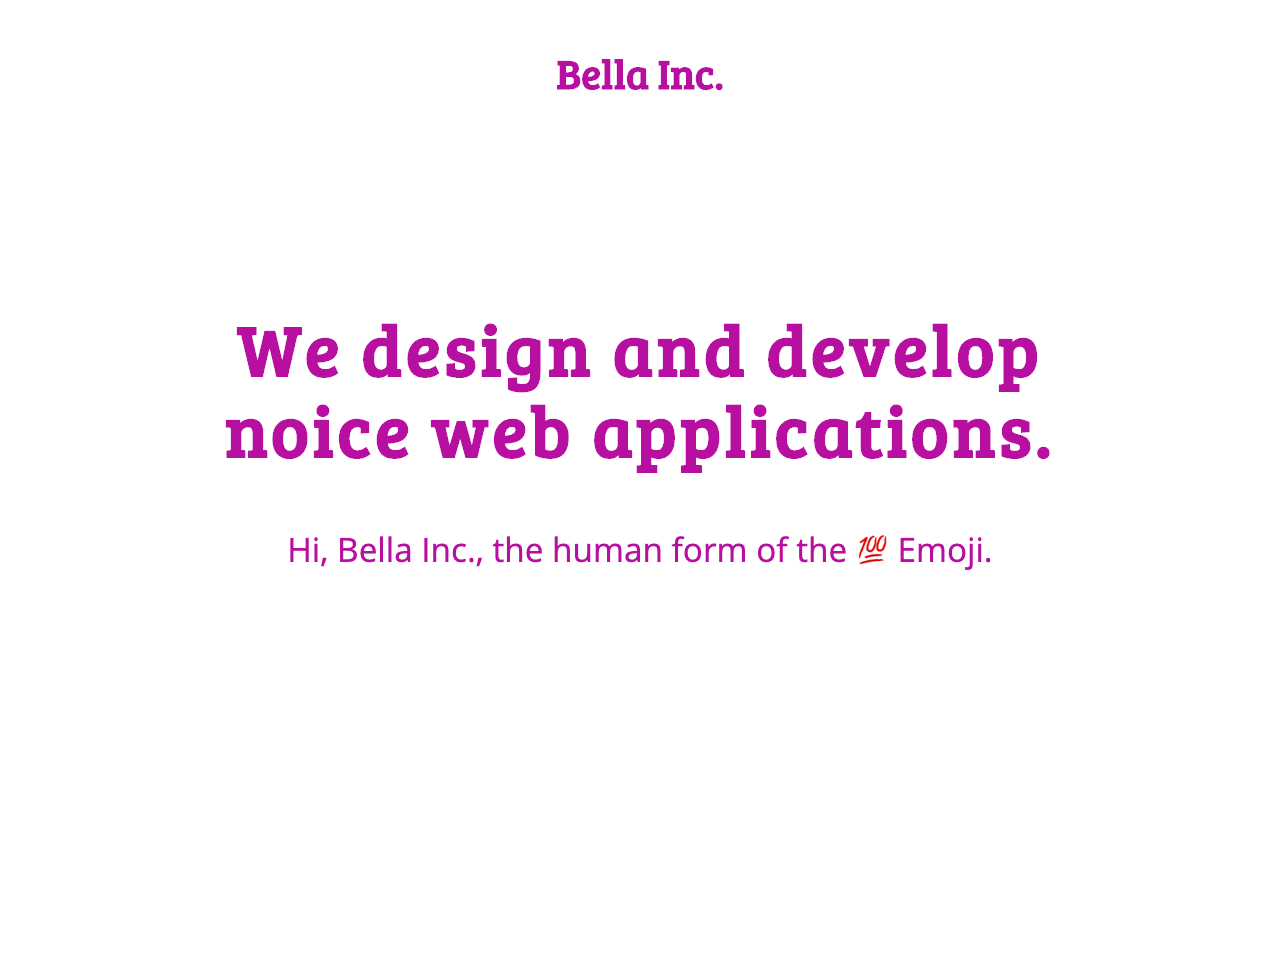 Bella Inc.
We design and develop
noice web applications.
Hi, Bella Inc., the human form of the 💯 Emoji.